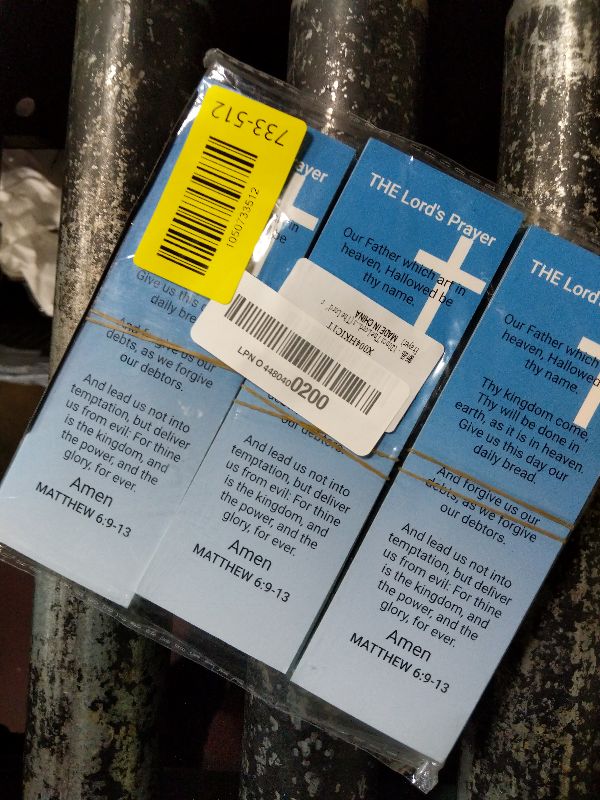 733-512
1050733512
ayer
in
be
Give us this
daily brea
And forgive us our
debts, as we forgive
our debtors.
And lead us not into
temptation, but deliver
us from evil: For thine
is the kingdom, and
the power, and the
glory, for ever.
Amen
MATTHEW 6:9-13
THE Lord's Prayer
Our Father which art in
heaven, Hallowed be
thy name.
MADE IN CHINA
X004HK1C1T
LPN O 4480400200
our debtors.
And lead us not into
temptation, but deliver
us from evil: For thine
is the kingdom, and
the power, and the
glory, for ever.
Amen
MATTHEW 6:9-13
THE Lord
Our Father which
heaven, Hallowed
thy name.
Thy kingdom come,
Thy will be done in
earth, as it is in heaven.
Give us this day our
daily bread.
And forgive us our
debts, as we forgive
our debtors.
And lead us not into
temptation, but deliver
us from evil: For thine
is the kingdom, and
the power, and the
glory, for ever.
Amen
MATTHEW 6:9-13